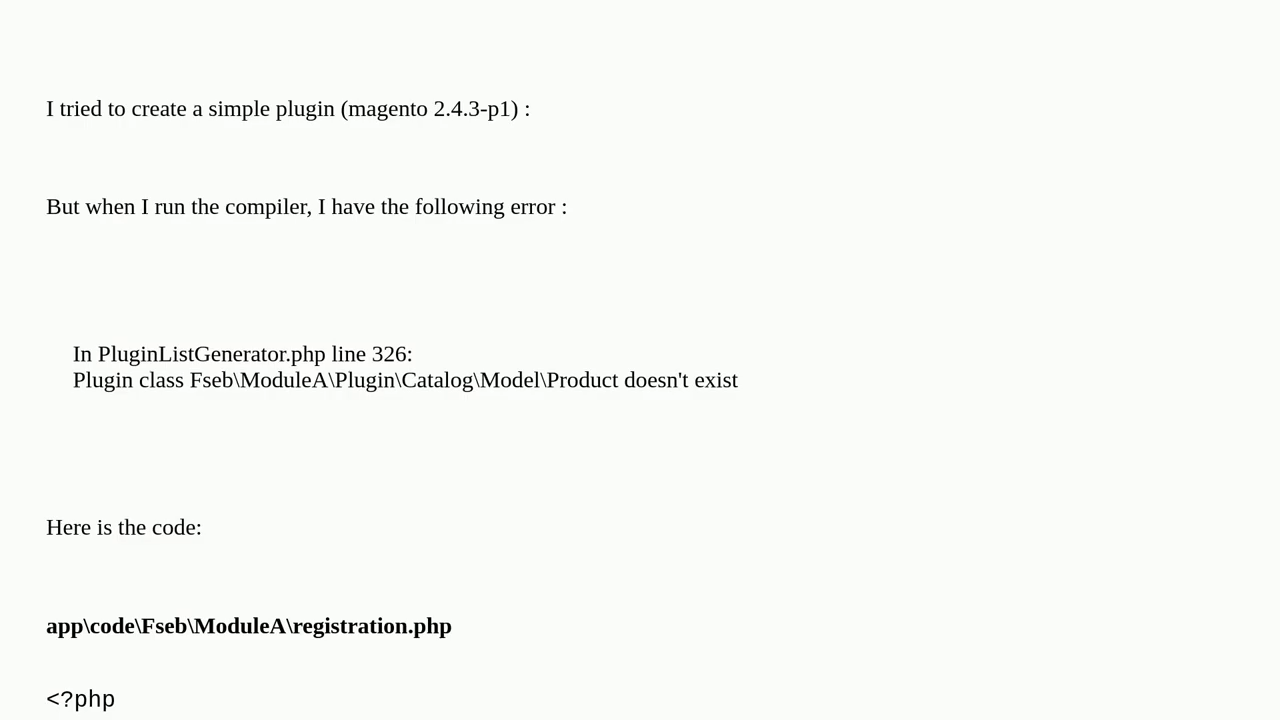 I tried to create a simple plugin (magento 2.4.3-p1) :
But when I run the compiler, I have the following error :
In PluginListGenerator.php line 326:
Plugin class Fseb\ModuleA\Plugin\Catalog\Model\Product doesn't exist
Here is the code:
app\code\Fseb\ModuleA\registration.php
<?php